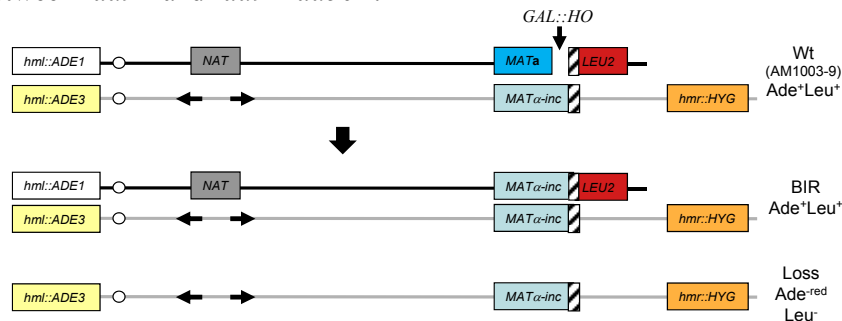 GAL::HO
hml::ADE1 NAT MATa LEU2 Wt
(AM1003-9)
Ade⁺Leu⁺
hml::ADE3 MATα-inc hmr::HYG
hml::ADE1 NAT MATα-inc LEU2 BIR
hml::ADE3 MATα-inc hmr::HYG Ade⁺Leu⁺
hml::ADE3 MATα-inc hmr::HYG Loss
Ade⁻ʳᵉᵈ
Leu⁻